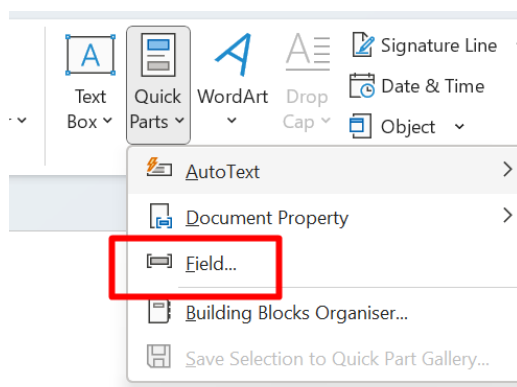 A
Text Box
Quick Parts
A
WordArt
A
Drop Cap
Signature Line
Date & Time
Object
AutoText
Document Property
Field...
Building Blocks Organiser...
Save Selection to Quick Part Gallery...